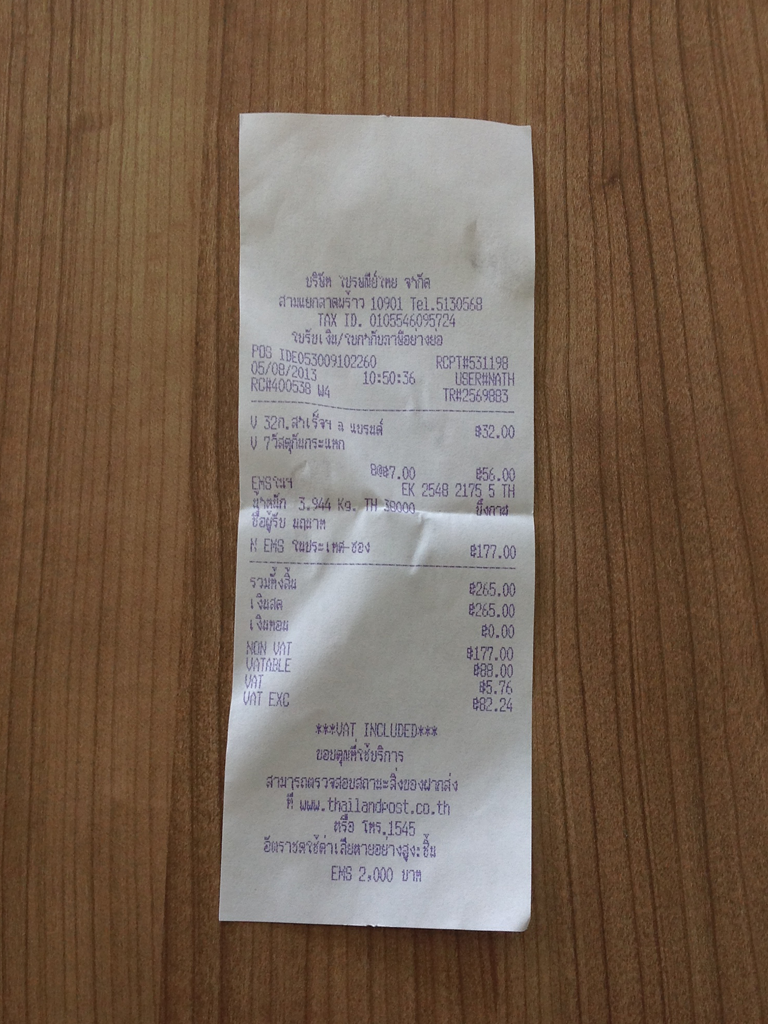 บริษัท ไปรษณีย์ไทย จำกัด
สามแยกลาดพร้าว 10901 Tel.5130568
TAX ID. 0105546095724
ใบรับเงิน/ใบกำกับภาษีอย่างย่อ
POS IDE053009102260 RCPT#531198
05/08/2013 10:50:36 USER#NATH
RCH#400538 W4 TR#2569883
V 32ก.สำเร็จฯ ฉ แบรนด์ ฿32.00
V 7วัสดุกันกระแทก
8@฿7.00 ฿56.00
EMSในฯ EK 2548 2175 5 TH
น้ำหนัก 3.944 Kg. TH 38000 บึงกาฬ
ชื่อผู้รับ นฤนาท
N EMS ในประเทศ-ซอง ฿177.00
รวมทั้งสิ้น ฿265.00
เงินสด ฿265.00
เงินทอน ฿0.00
NON VAT ฿177.00
VATABLE ฿88.00
VAT ฿5.76
VAT EXC ฿82.24
***VAT INCLUDED***
ขอบคุณที่ใช้บริการ
สามารถตรวจสอบสถานะสิ่งของฝากส่ง
ที่ www.thailandpost.co.th
หรือ โทร.1545
อัตราชดใช้ค่าเสียหายอย่างสูง:ชิ้น
EMS 2,000 บาท